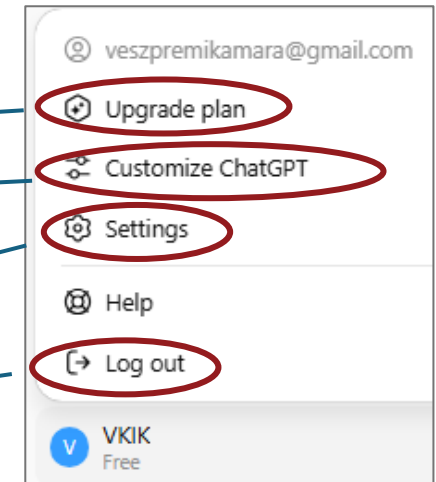 veszpremikamara@gmail.com
Upgrade plan
Customize ChatGPT
Settings
Help
Log out
V
VKIK
Free